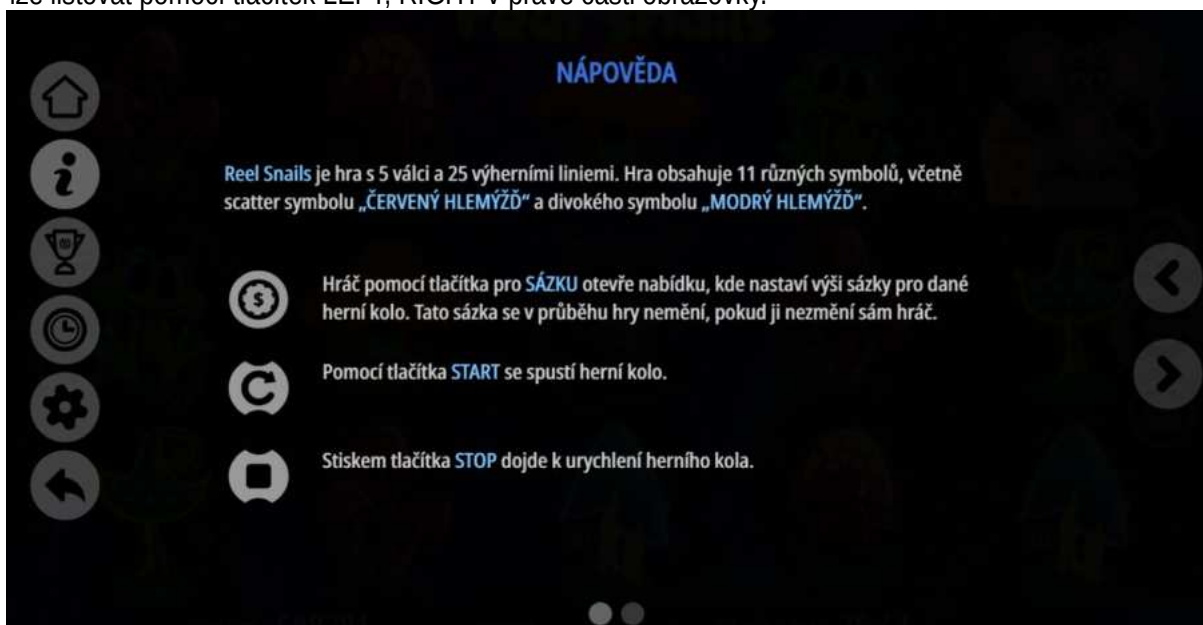 lze listovat pomocí tlačítek LEFT, RIGHT v pravé části obrazovky.
NÁPOVĚDA
Reel Snails je hra s 5 válci a 25 výherními liniemi. Hra obsahuje 11 různých symbolů, včetně
scatter symbolu „ČERVENÝ HLEMÝŽĎ" a divokého symbolu „MODRÝ HLEMÝŽĎ".
Hráč pomocí tlačítka pro SÁZKU otevře nabídku, kde nastaví výši sázky pro dané
herní kolo. Tato sázka se v průběhu hry nemění, pokud ji nezmění sám hráč.
Pomocí tlačítka START se spustí herní kolo.
Stiskem tlačítka STOP dojde k urychlení herního kola.